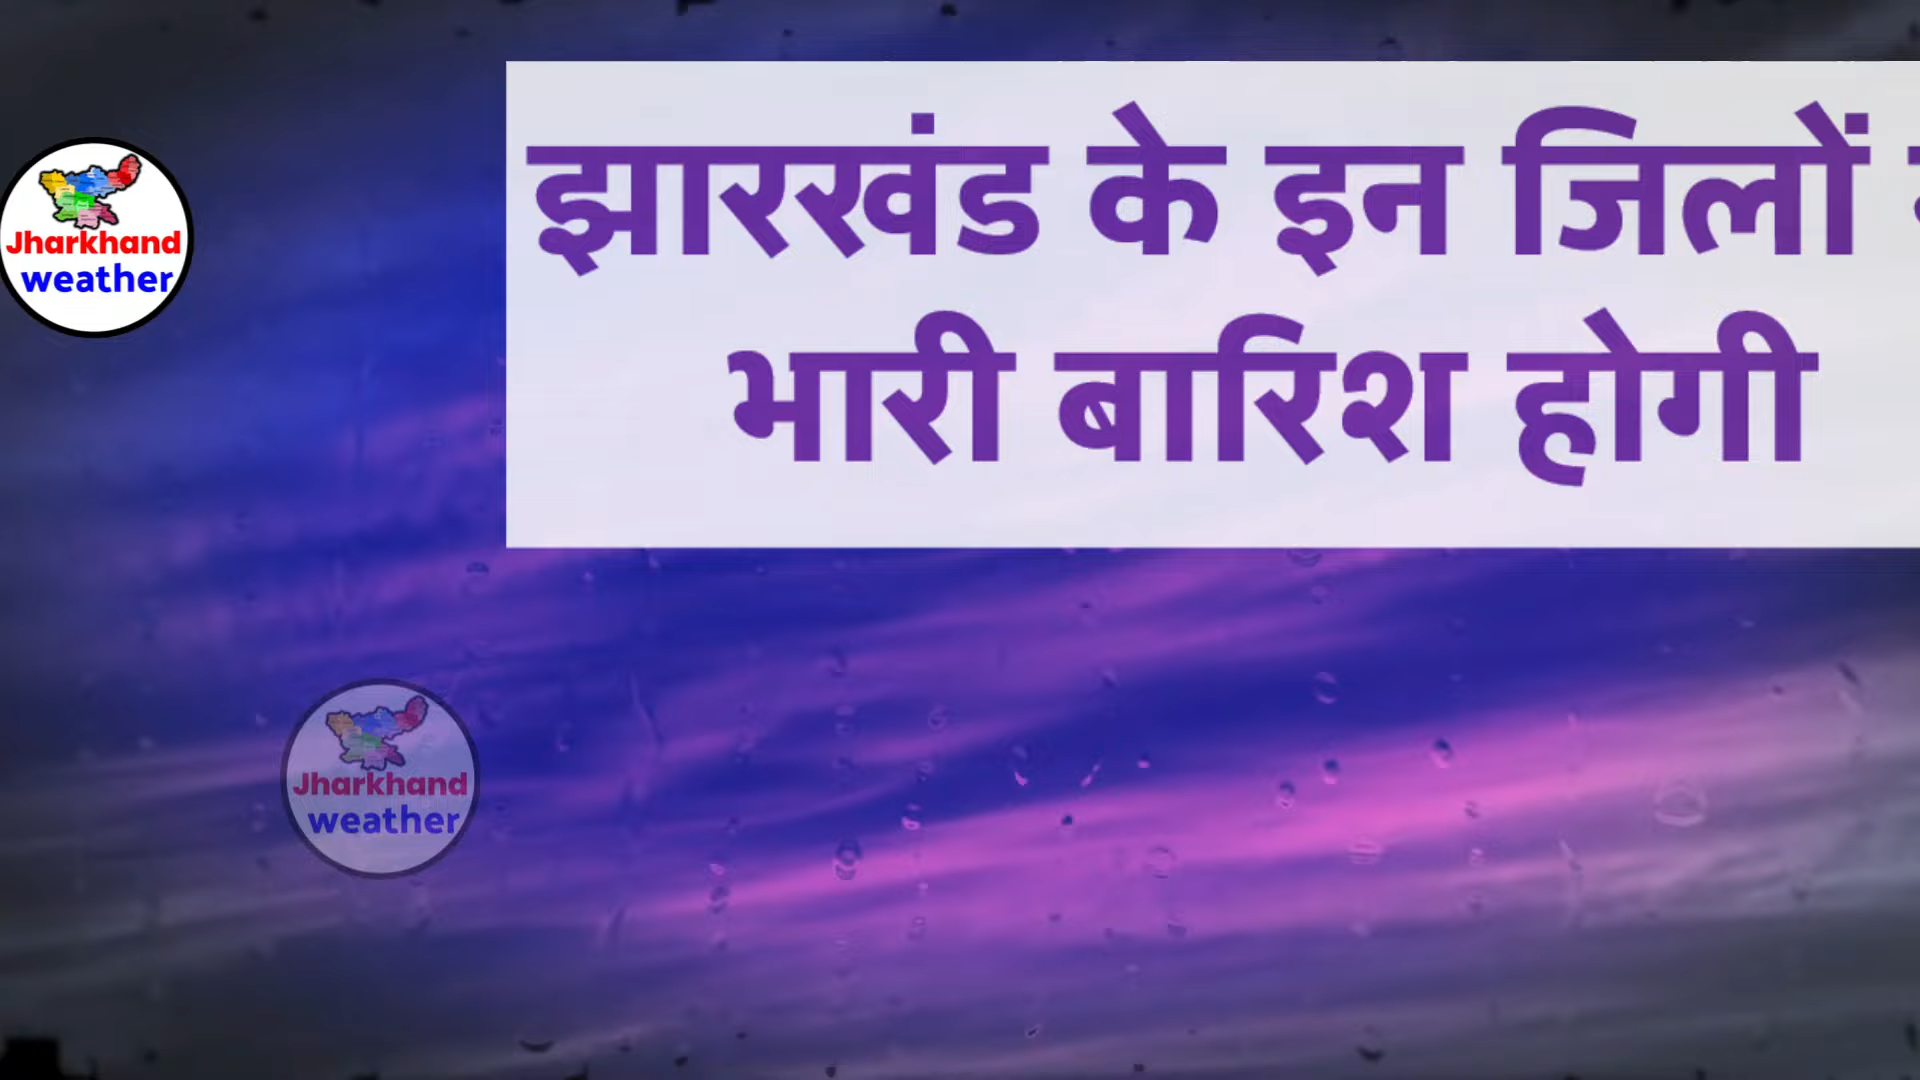 Jharkhand
weather
झारखंड के इन जिलों
भारी बारिश होगी
Jharkhand
weather